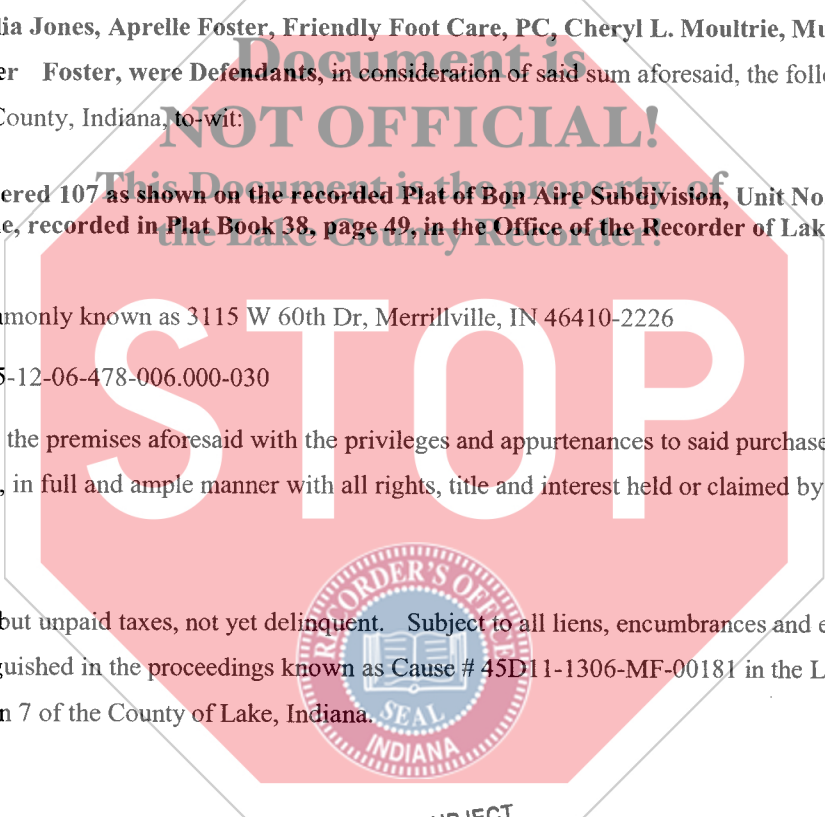 lia Jones, Aprelle Foster, Friendly Foot Care, PC, Cheryl L. Moultrie, Mu
er Foster, were Defendants, in consideration of said sum aforesaid, the follo
County, Indiana, to-wit:
Document is
NOT OFFICIAL!
This Document is the property of
the Lake County Recorder!
ered 107 as shown on the recorded Plat of Bon Aire Subdivision, Unit No
e, recorded in Plat Book 38, page 49, in the Office of the Recorder of Lak
mmonly known as 3115 W 60th Dr, Merrillville, IN 46410-2226
5-12-06-478-006.000-030
STOP
the premises aforesaid with the privileges and appurtenances to said purchase
, in full and ample manner with all rights, title and interest held or claimed by
but unpaid taxes, not yet delinquent. Subject to all liens, encumbrances and e
guished in the proceedings known as Cause # 45D11-1306-MF-00181 in the L
n 7 of the County of Lake, Indiana.
RECORDER'S OFFICE
SEAL
INDIANA